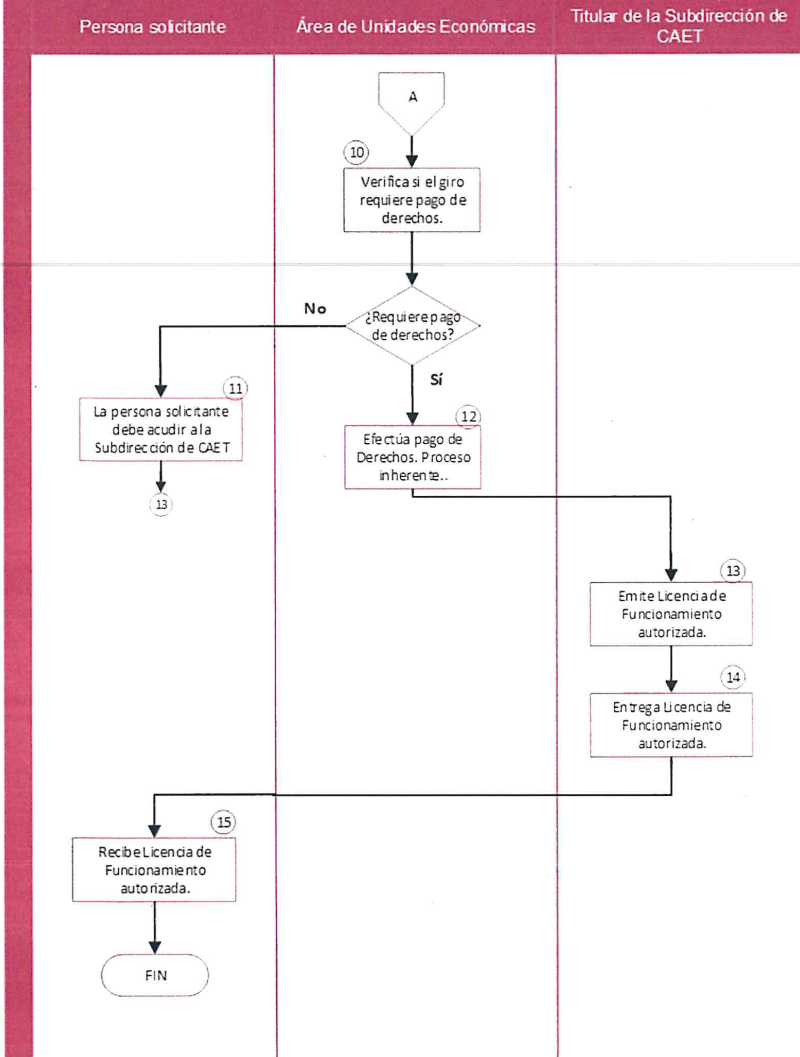 Persona solicitante
Área de Unidades Económicas
Titular de la Subdirección de
CAET
A
10
Verifica si el giro
requiere pago de
derechos.
¿Requiere pago
de derechos?
No
Sí
11
La persona solicitante
debe acudir a la
Subdirección de CAET
13
12
Efectúa pago de
Derechos. Proceso
inherente..
13
Emite Licencia de
Funcionamiento
autorizada.
14
Entrega Licencia de
Funcionamiento
autorizada.
15
Recibe Licencia de
Funcionamiento
autorizada.
FIN